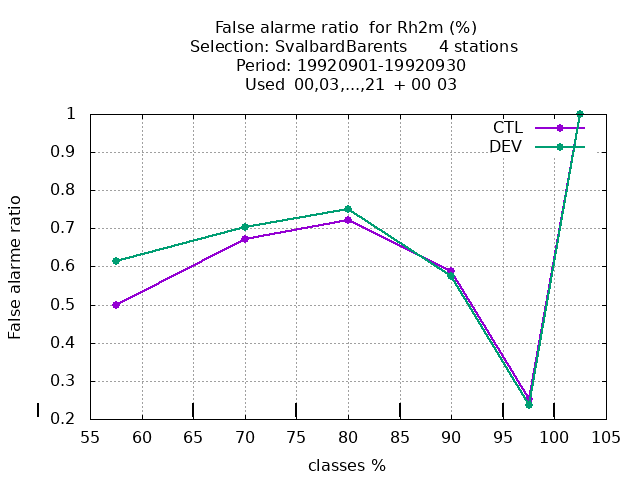 False alarme ratio  for Rh2m (%)
Selection: SvalbardBarents      4 stations
Period: 19920901-19920930
Used  00,03,...,21  + 00 03
CTL
DEV
False alarme ratio
1
0.9
0.8
0.7
0.6
0.5
0.4
0.3
0.2
55 60 65 70 75 80 85 90 95 100 105
classes %